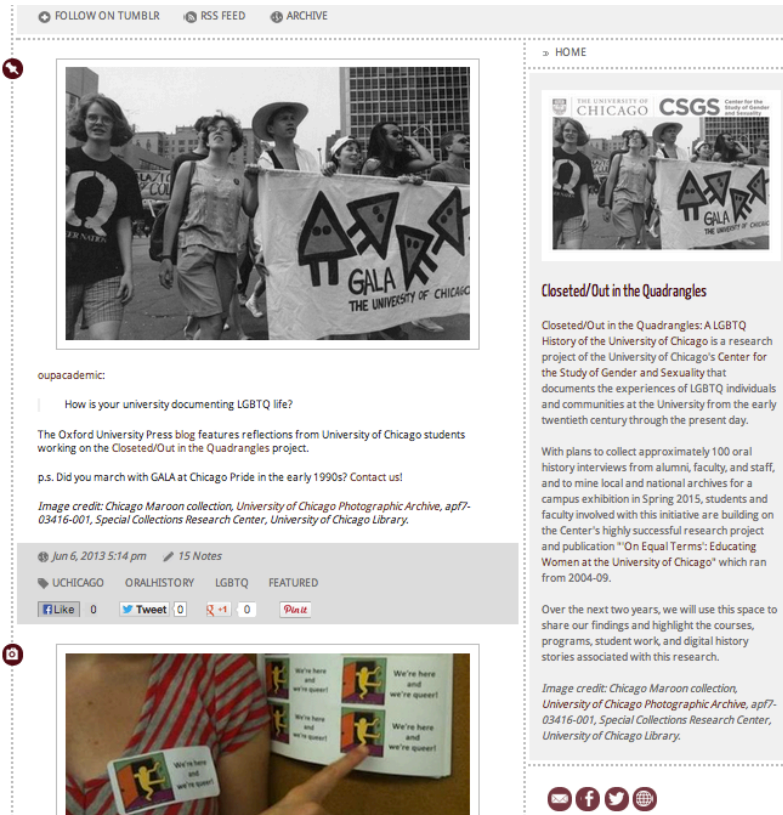 FOLLOW ON TUMBLR RSS FEED ARCHIVE
GALA
THE UNIVERSITY OF CHICAGO
oupacademic:
How is your university documenting LGBTQ life?
The Oxford University Press blog features reflections from University of Chicago students
working on the Closeted/Out in the Quadrangles project.
p.s. Did you march with GALA at Chicago Pride in the early 1990s? Contact us!
Image credit: Chicago Maroon collection, University of Chicago Photographic Archive, apf7-
03416-001, Special Collections Research Center, University of Chicago Library.
Jun 6, 2013 5:14 pm 15 Notes
UCHICAGO ORALHISTORY LGBTQ FEATURED
Like 0 Tweet 0 +1 0 Pin it
We're here
and
we're queer!
We're here
and
we're queer!
We're here
and
we're queer!
We're here
and
we're queer!
We're here
and
we're queer!
» HOME
THE UNIVERSITY OF
CHICAGO
CSGS
Center for the
Study of Gender
and Sexuality
GALA
THE UNIVERSITY OF CHICAGO
Closeted/Out in the Quadrangles
Closeted/Out in the Quadrangles: A LGBTQ
History of the University of Chicago is a research
project of the University of Chicago's Center for
the Study of Gender and Sexuality that
documents the experiences of LGBTQ individuals
and communities at the University from the early
twentieth century through the present day.
With plans to collect approximately 100 oral
history interviews from alumni, faculty, and staff,
and to mine local and national archives for a
campus exhibition in Spring 2015, students and
faculty involved with this initiative are building on
the Center's highly successful research project
and publication "'On Equal Terms': Educating
Women at the University of Chicago" which ran
from 2004-09.
Over the next two years, we will use this space to
share our findings and highlight the courses,
programs, student work, and digital history
stories associated with this research.
Image credit: Chicago Maroon collection,
University of Chicago Photographic Archive, apf7-
03416-001, Special Collections Research Center,
University of Chicago Library.